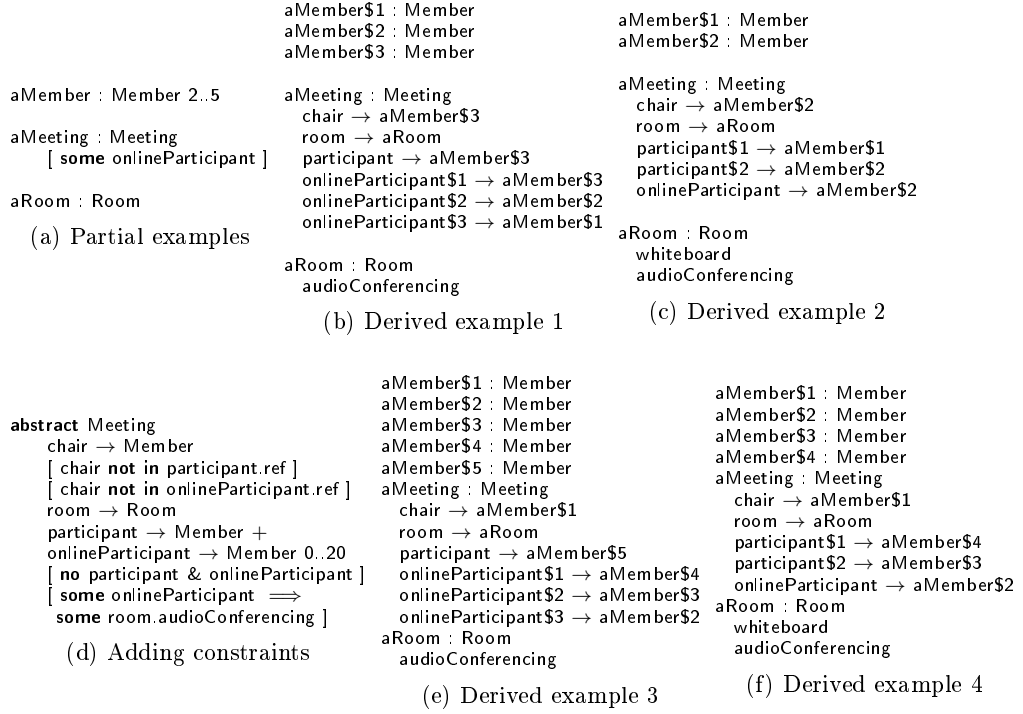 aMember : Member 2..5
aMeeting : Meeting
[ some onlineParticipant ]
aRoom : Room
(a) Partial examples
aMember$1 : Member
aMember$2 : Member
aMember$3 : Member
aMeeting : Meeting
chair → aMember$3
room → aRoom
participant → aMember$3
onlineParticipant$1 → aMember$3
onlineParticipant$2 → aMember$2
onlineParticipant$3 → aMember$1
aRoom : Room
audioConferencing
(b) Derived example 1
aMember$1 : Member
aMember$2 : Member
aMeeting : Meeting
chair → aMember$2
room → aRoom
participant$1 → aMember$1
participant$2 → aMember$2
onlineParticipant → aMember$2
aRoom : Room
whiteboard
audioConferencing
(c) Derived example 2
abstract Meeting
chair → Member
[ chair not in participant.ref ]
[ chair not in onlineParticipant.ref ]
room → Room
participant → Member +
onlineParticipant → Member 0..20
[ no participant & onlineParticipant ]
[ some onlineParticipant ⟹
some room.audioConferencing ]
(d) Adding constraints
aMember$1 : Member
aMember$2 : Member
aMember$3 : Member
aMember$4 : Member
aMember$5 : Member
aMeeting : Meeting
chair → aMember$1
room → aRoom
participant → aMember$5
onlineParticipant$1 → aMember$4
onlineParticipant$2 → aMember$3
onlineParticipant$3 → aMember$2
aRoom : Room
audioConferencing
(e) Derived example 3
aMember$1 : Member
aMember$2 : Member
aMember$3 : Member
aMember$4 : Member
aMeeting : Meeting
chair → aMember$1
room → aRoom
participant$1 → aMember$4
participant$2 → aMember$3
onlineParticipant → aMember$2
aRoom : Room
whiteboard
audioConferencing
(f) Derived example 4